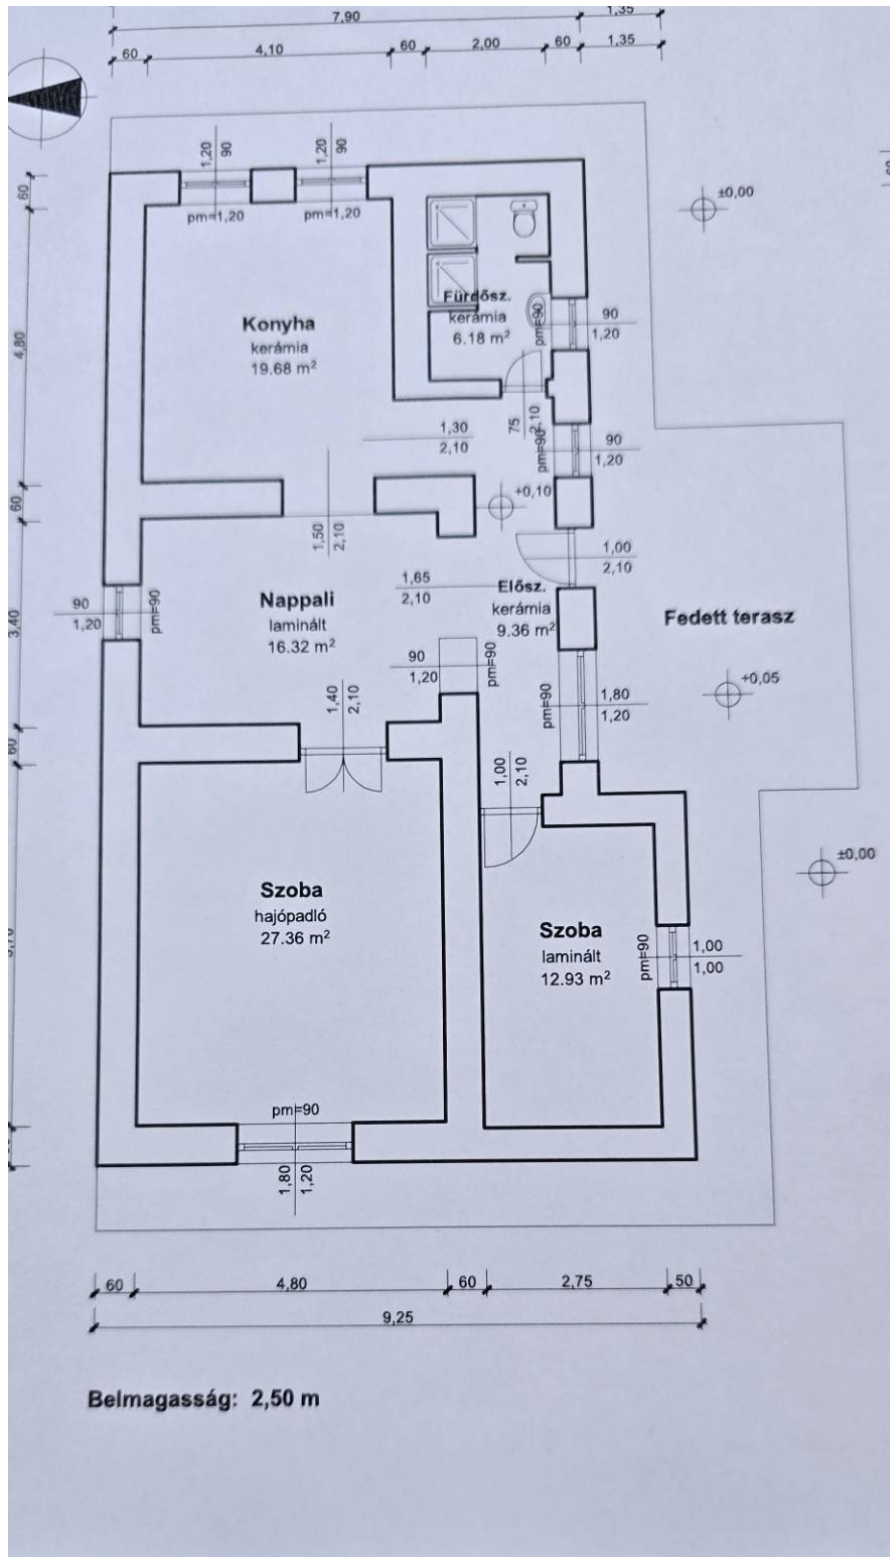 7,90
1,35
60
4,10
60
2,00
60
1,35
1,20
90
1,20
90
60
±0,00
pm=1,20
pm=1,20
Fürdősz.
kerámia
6.18 m²
pm=90
90
1,20
Konyha
kerámia
19.68 m²
4,80
1,30
2,10
75
2,10
pm=90
90
1,20
60
+0,10
1,50
2,10
1,00
2,10
90
1,20
pm=90
3,40
Nappali
laminált
16.32 m²
1,65
2,10
Elősz.
kerámia
9.36 m²
Fedett terasz
90
1,20
pm=90
+0,05
1,40
2,10
pm=90
1,80
1,20
60
1,00
2,10
±0,00
Szoba
hajópadló
27.36 m²
Szoba
laminált
12.93 m²
pm=90
1,00
1,00
pm=90
1,80
1,20
60
4,80
60
2,75
50
9,25
Belmagasság: 2,50 m